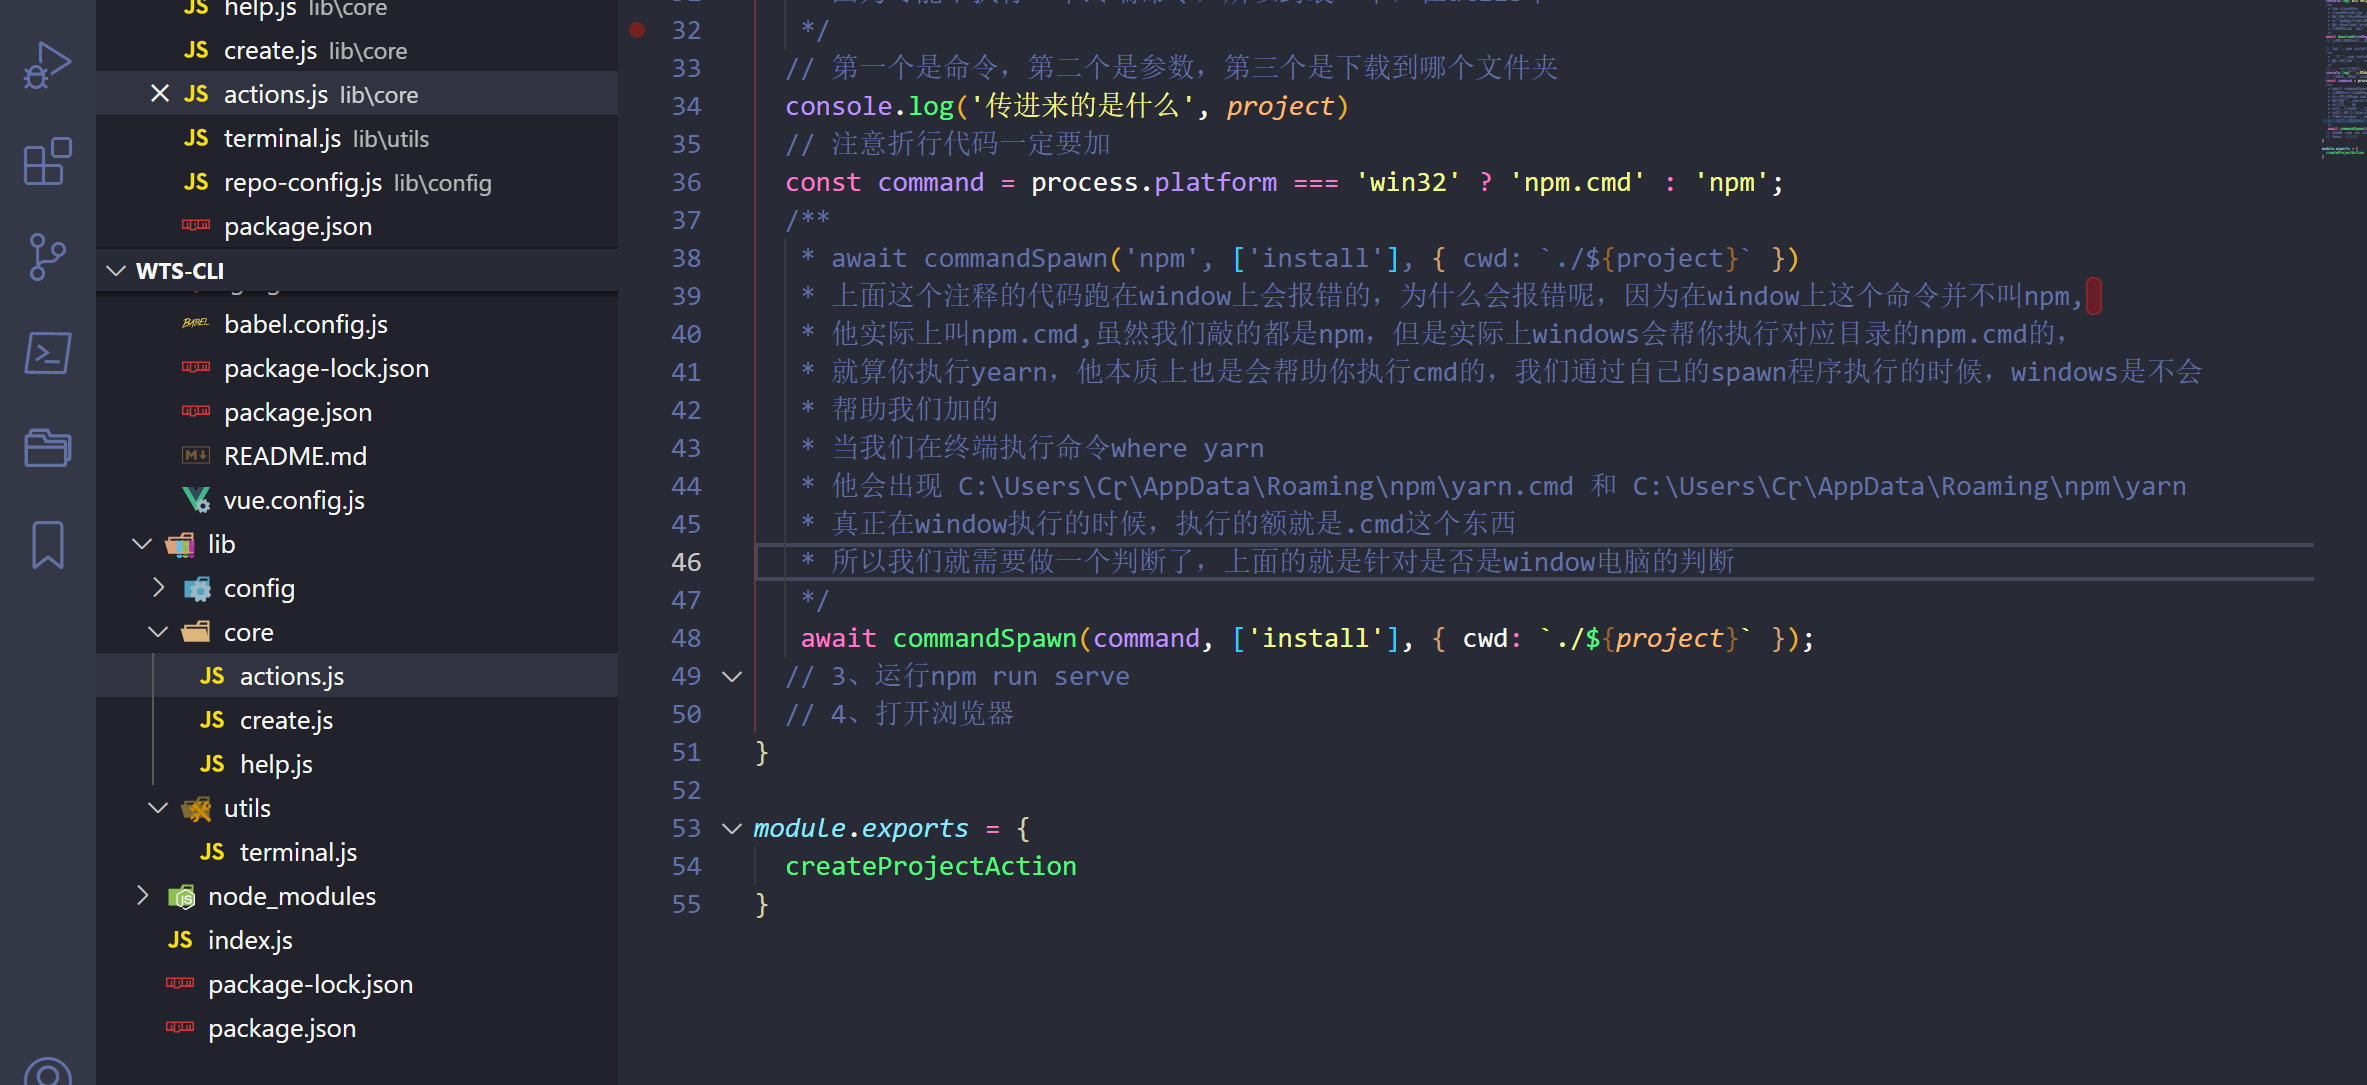 help.js lib\core
create.js lib\core
actions.js lib\core
terminal.js lib\utils
repo-config.js lib\config
package.json
WTS-CLI
babel.config.js
package-lock.json
package.json
README.md
vue.config.js
lib
config
core
actions.js
create.js
help.js
utils
terminal.js
node_modules
index.js
package-lock.json
package.json
32 */
33 // 第一个是命令，第二个是参数，第三个是下载到哪个文件夹
34 console.log('传进来的是什么', project)
35 // 注意折行代码一定要加
36 const command = process.platform === 'win32' ? 'npm.cmd' : 'npm';
37 /**
38 * await commandSpawn('npm', ['install'], { cwd: `./${project}` })
39 * 上面这个注释的代码跑在window上会报错的，为什么会报错呢，因为在window上这个命令并不叫npm,
40 * 他实际上叫npm.cmd,虽然我们敲的都是npm，但是实际上windows会帮你执行对应目录的npm.cmd的，
41 * 就算你执行yearn，他本质上也是会帮助你执行cmd的，我们通过自己的spawn程序执行的时候，windows是不会
42 * 帮助我们加的
43 * 当我们在终端执行命令where yarn
44 * 他会出现 C:\Users\Cɽ\AppData\Roaming\npm\yarn.cmd 和 C:\Users\Cɽ\AppData\Roaming\npm\yarn
45 * 真正在window执行的时候，执行的额就是.cmd这个东西
46 * 所以我们就需要做一个判断了，上面的就是针对是否是window电脑的判断
47 */
48 await commandSpawn(command, ['install'], { cwd: `./${project}` });
49 // 3、运行npm run serve
50 // 4、打开浏览器
51 }
52
53 module.exports = {
54 createProjectAction
55 }